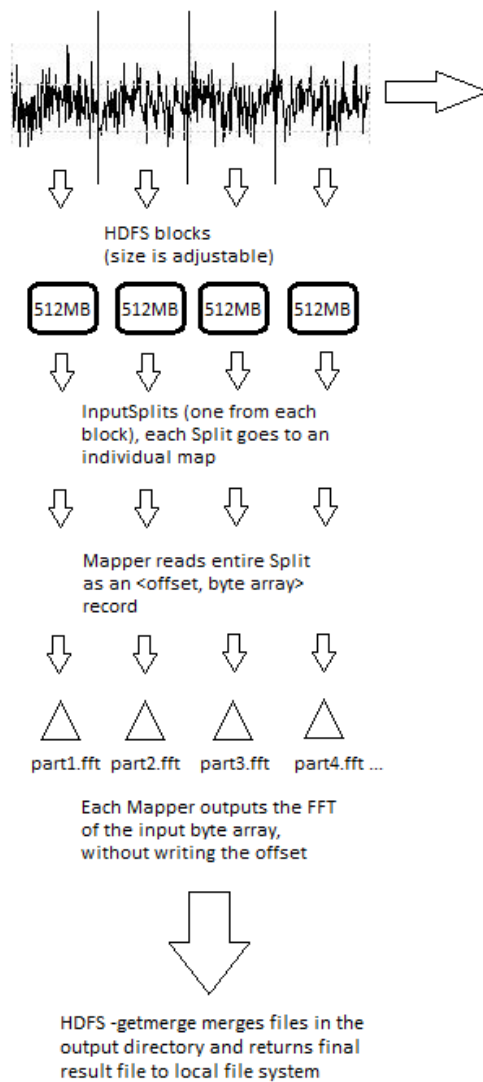 HDFS blocks
(size is adjustable)
512MB 512MB 512MB 512MB
InputSplits (one from each
block), each Split goes to an
individual map
Mapper reads entire Split
as an <offset, byte array>
record
part1.fft part2.fft part3.fft part4.fft ...
Each Mapper outputs the FFT
of the input byte array,
without writing the offset
HDFS -getmerge merges files in the
output directory and returns final
result file to local file system